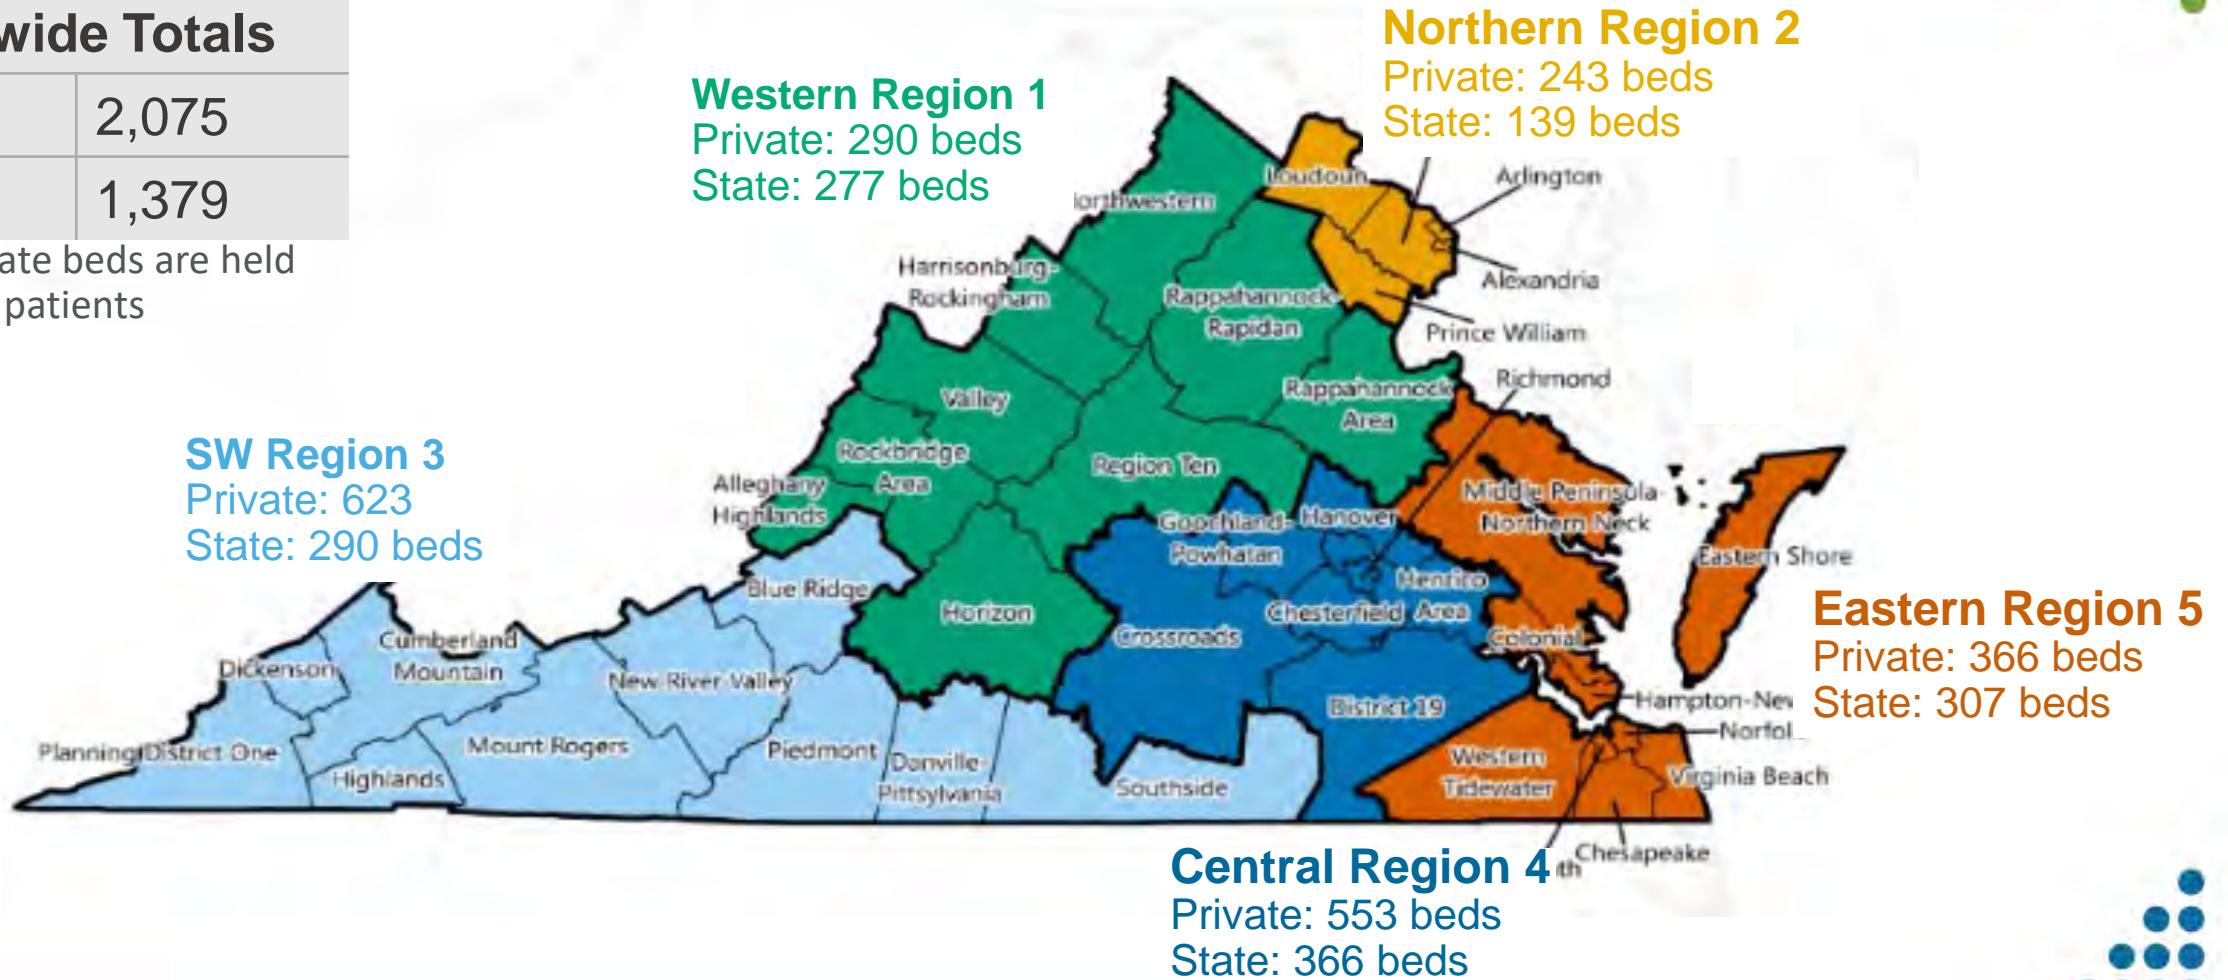 wide Totals
2,075
1,379
ate beds are held
patients
Western Region 1
Private: 290 beds
State: 277 beds
Northern Region 2
Private: 243 beds
State: 139 beds
SW Region 3
Private: 623
State: 290 beds
Eastern Region 5
Private: 366 beds
State: 307 beds
Central Region 4
Private: 553 beds
State: 366 beds
Loudoun
Arlington
orthwestern
Alexandria
Harrisonburg-
Rockingham
Rappahannock-
Rapidan
Prince William
Richmond
Valley
Rappahannock
Area
Rockbridge
Area
Region Ten
Alleghany
Highlands
Middle Peninsula-
Northern Neck
Goochland-
Powhatan
Hanover
Eastern Shore
Blue Ridge
Henrico
Area
Horizon
Chesterfield
Crossroads
Colonial
Cumberland
Mountain
Dickenson
New River Valley
Hampton-New
Norfol
District 19
Planning District One
Mount Rogers
Piedmont
Danville-
Pittsylvania
Highlands
Southside
Western
Tidewater
Virginia Beach
th
Chesapeake